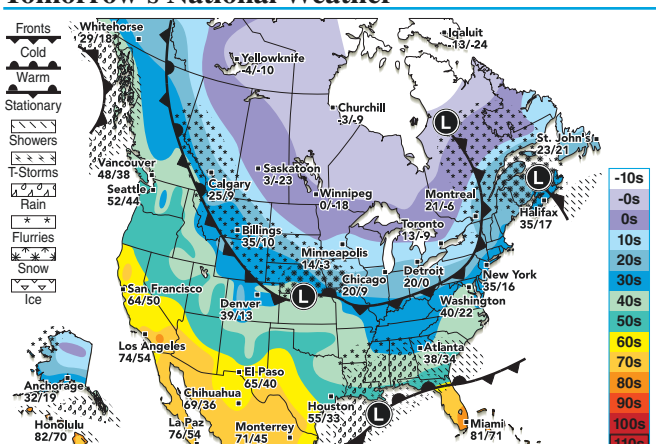 Tomorrow's National Weather
Fronts
Cold
Warm
Stationary
Showers
T-Storms
Rain
Flurries
Snow
Ice
Whitehorse
29/18
Yellowknife
-4/-10
Iqaluit
-13/-24
Churchill
-3/-9
St. John's
23/21
Vancouver
48/38
Seattle
52/44
Calgary
25/9
Saskatoon
3/-23
Winnipeg
0/-18
Montreal
21/-6
Halifax
35/17
Toronto
13/-9
Billings
35/10
Minneapolis
14/-3
Chicago
20/9
Detroit
20/0
New York
35/16
Washington
40/22
San Francisco
64/50
Denver
39/13
Los Angeles
74/54
Atlanta
38/34
El Paso
65/40
Chihuahua
69/36
Houston
55/33
La Paz
76/54
Monterrey
71/45
Miami
81/71
Anchorage
32/19
Honolulu
82/70
L
L
L
L
-10s
-0s
0s
10s
20s
30s
40s
50s
60s
70s
80s
90s
100s
110s